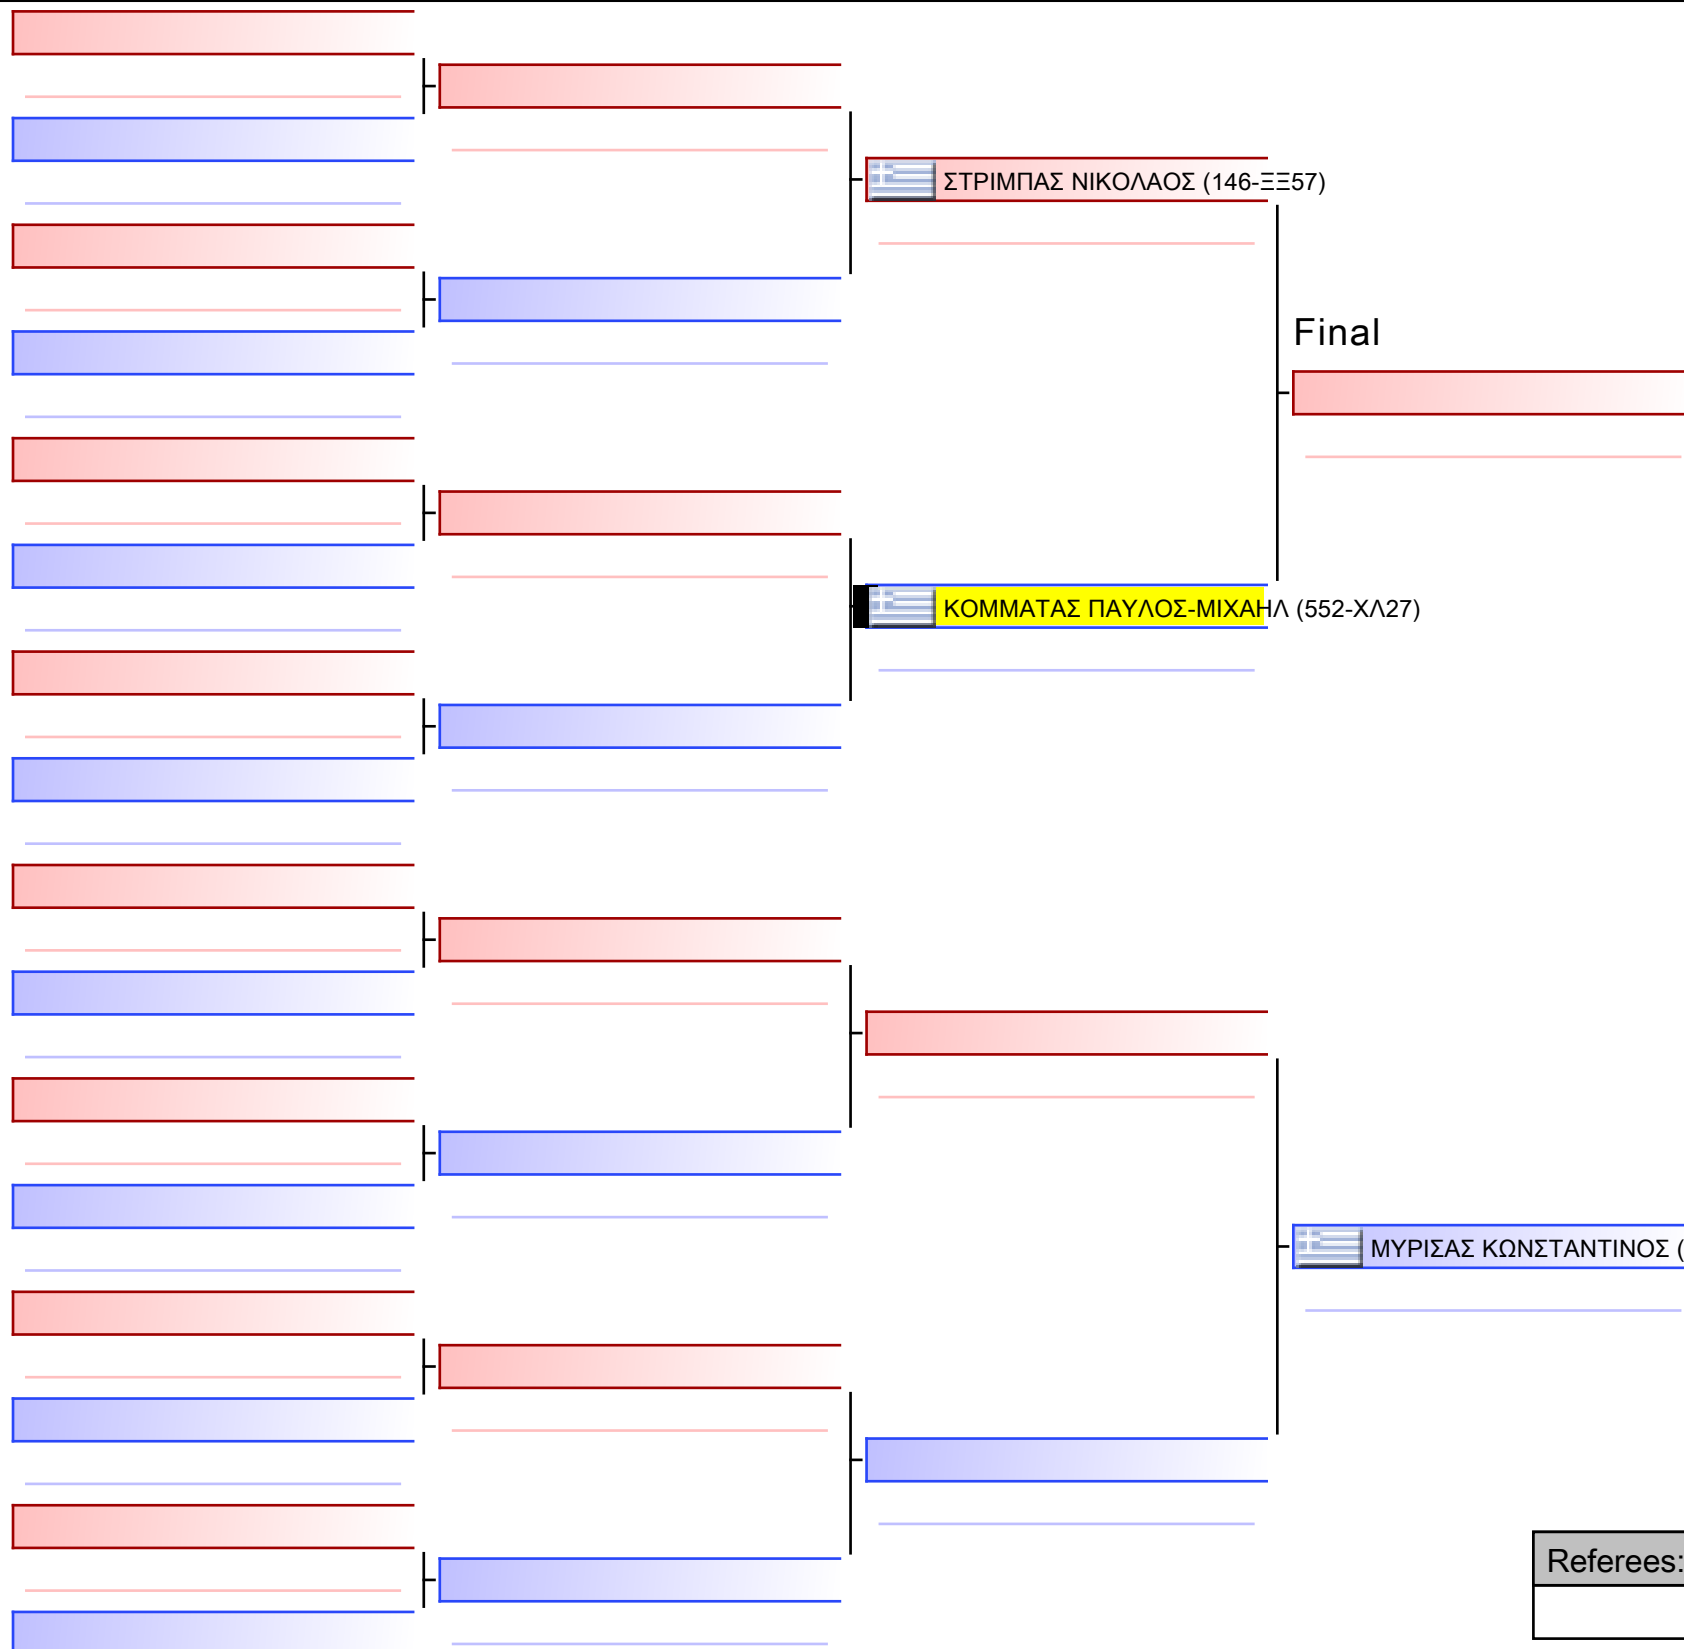 ΣΤΡΙΜΠΑΣ ΝΙΚΟΛΑΟΣ (146-ΞΞ57)
Final
ΚΟΜΜΑΤΑΣ ΠΑΥΛΟΣ-ΜΙΧΑΗΛ (552-ΧΛ27)
ΜΥΡΙΣΑΣ ΚΩΝΣΤΑΝΤΙΝΟΣ (
Referees: